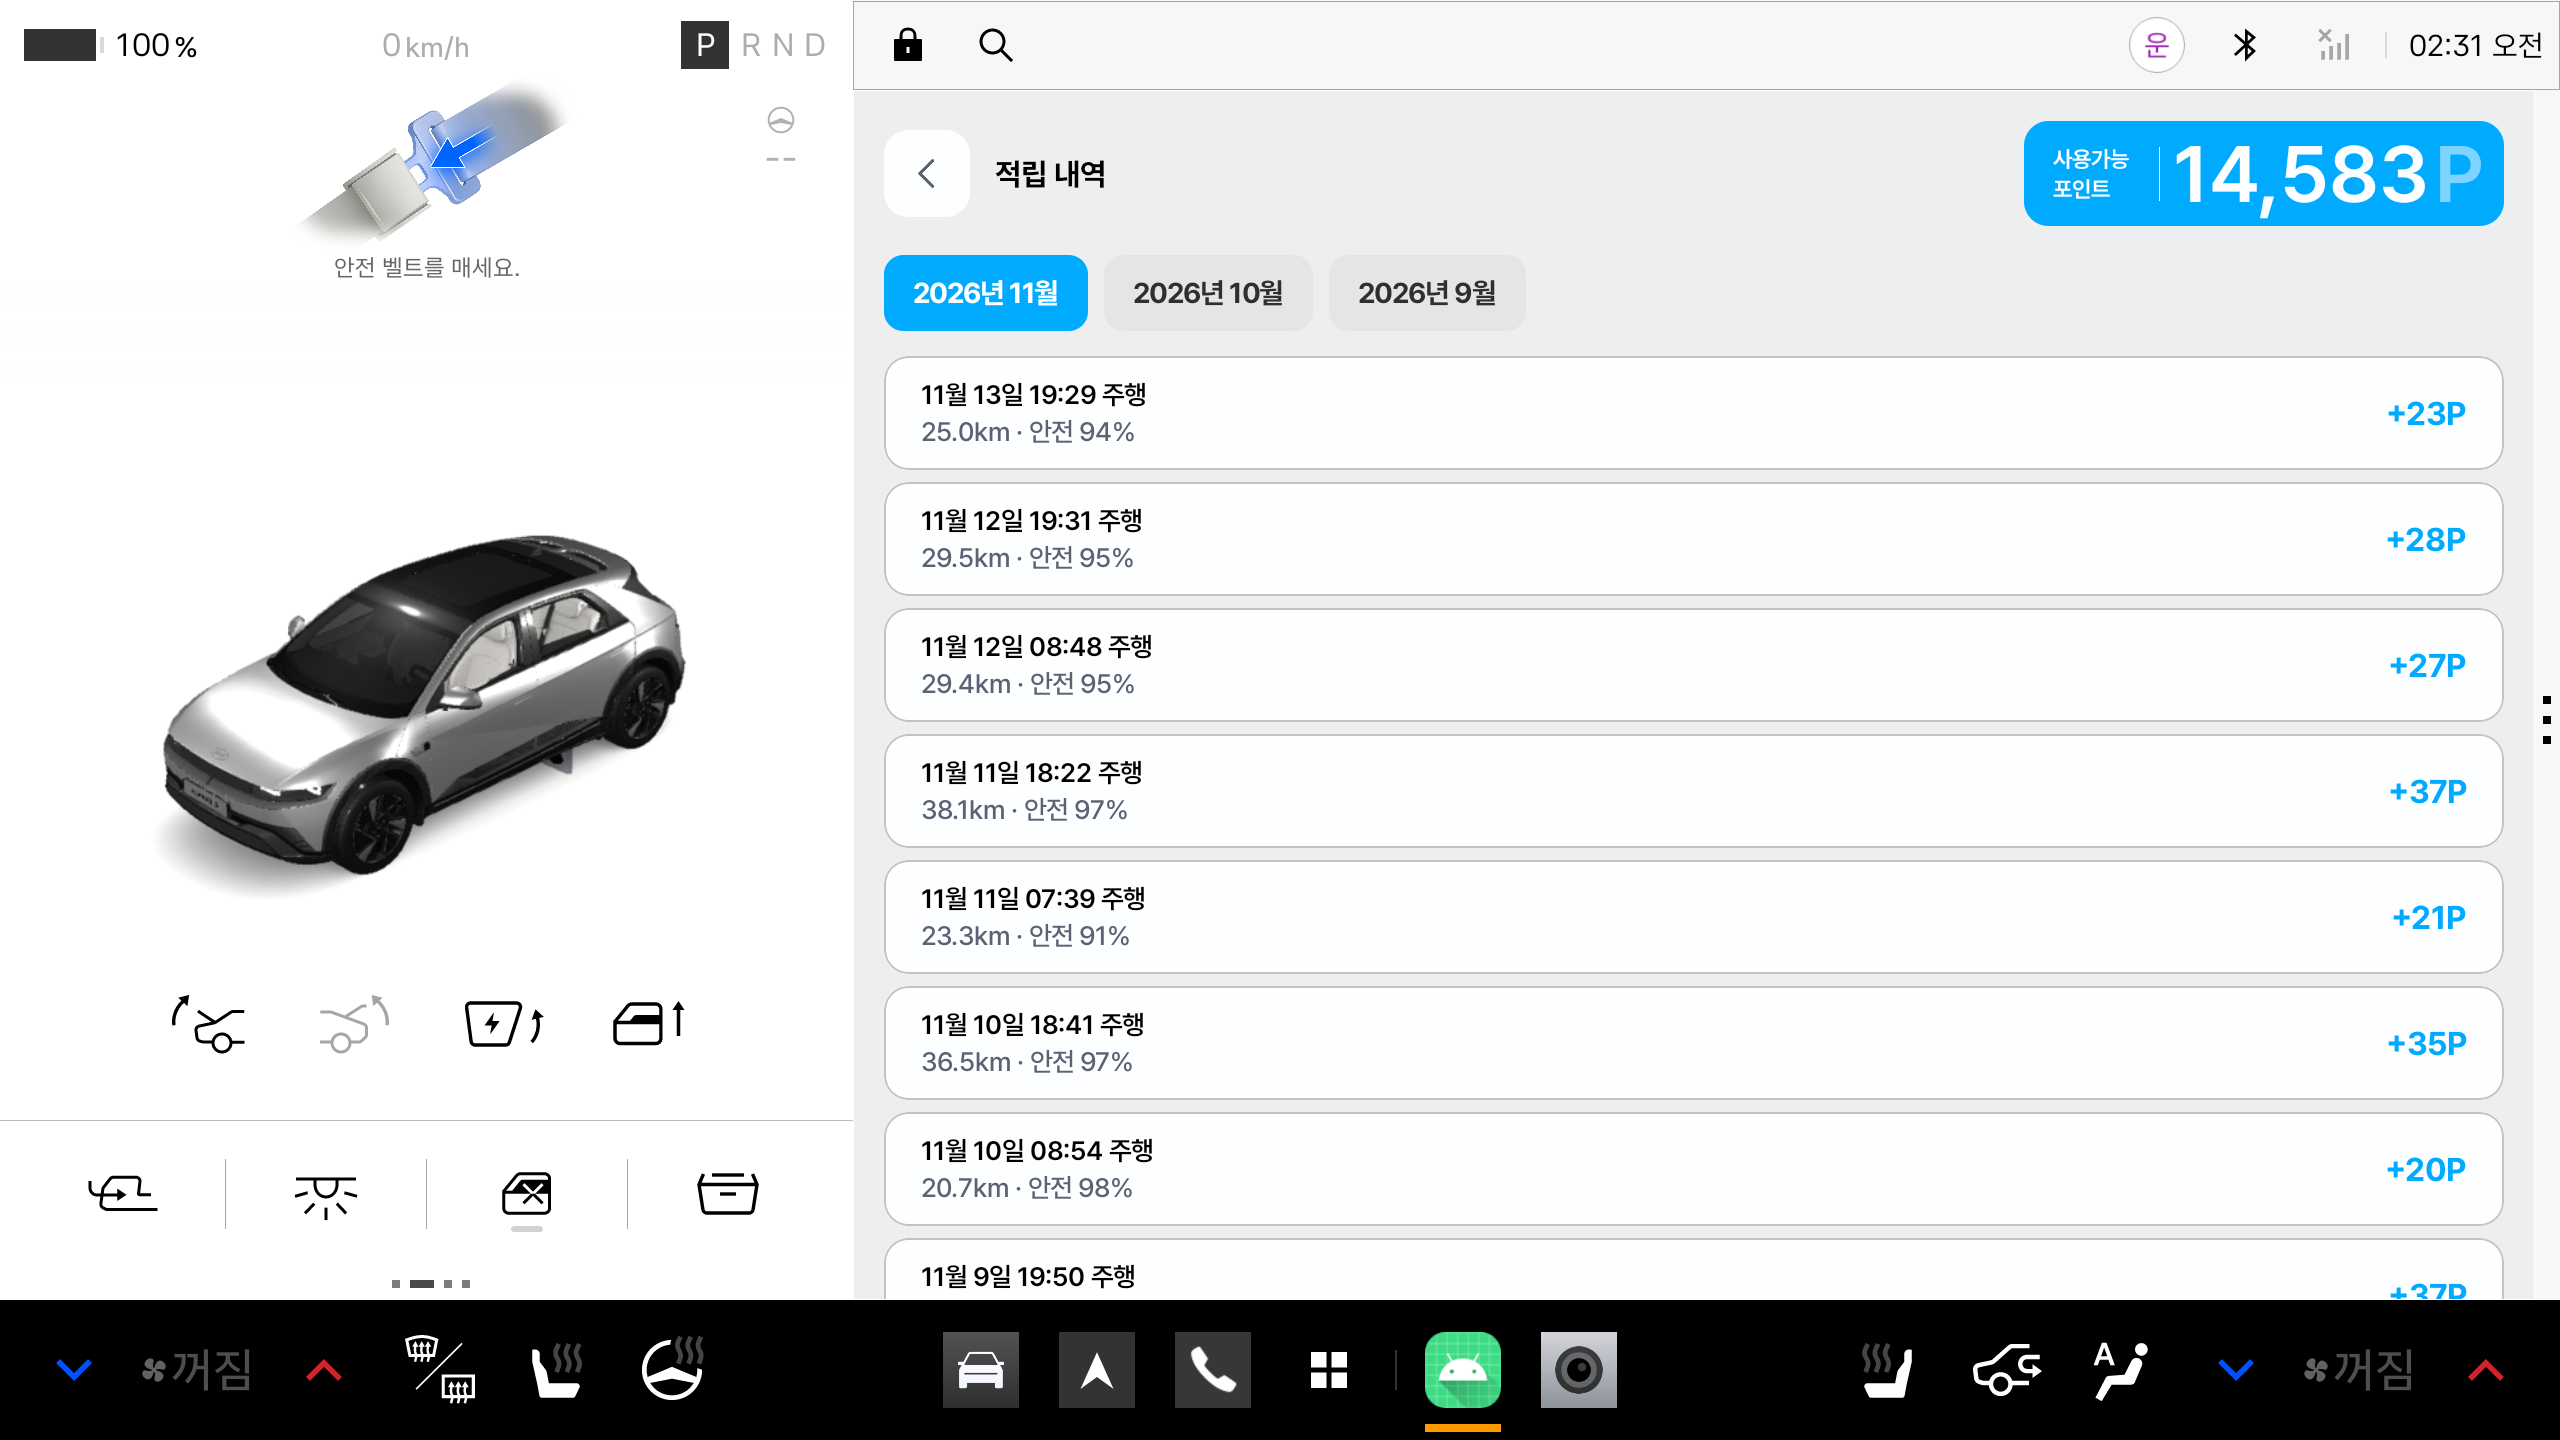 100%
0 km/h
P R N D
--
안전 벨트를 매세요.
운
02:31 오전
적립 내역
사용가능
포인트
14,583P
2026년 11월
2026년 10월
2026년 9월
11월 13일 19:29 주행
25.0km · 안전 94%
+23P
11월 12일 19:31 주행
29.5km · 안전 95%
+28P
11월 12일 08:48 주행
29.4km · 안전 95%
+27P
11월 11일 18:22 주행
38.1km · 안전 97%
+37P
11월 11일 07:39 주행
23.3km · 안전 91%
+21P
11월 10일 18:41 주행
36.5km · 안전 97%
+35P
11월 10일 08:54 주행
20.7km · 안전 98%
+20P
11월 9일 19:50 주행
+37P
꺼짐
A
꺼짐